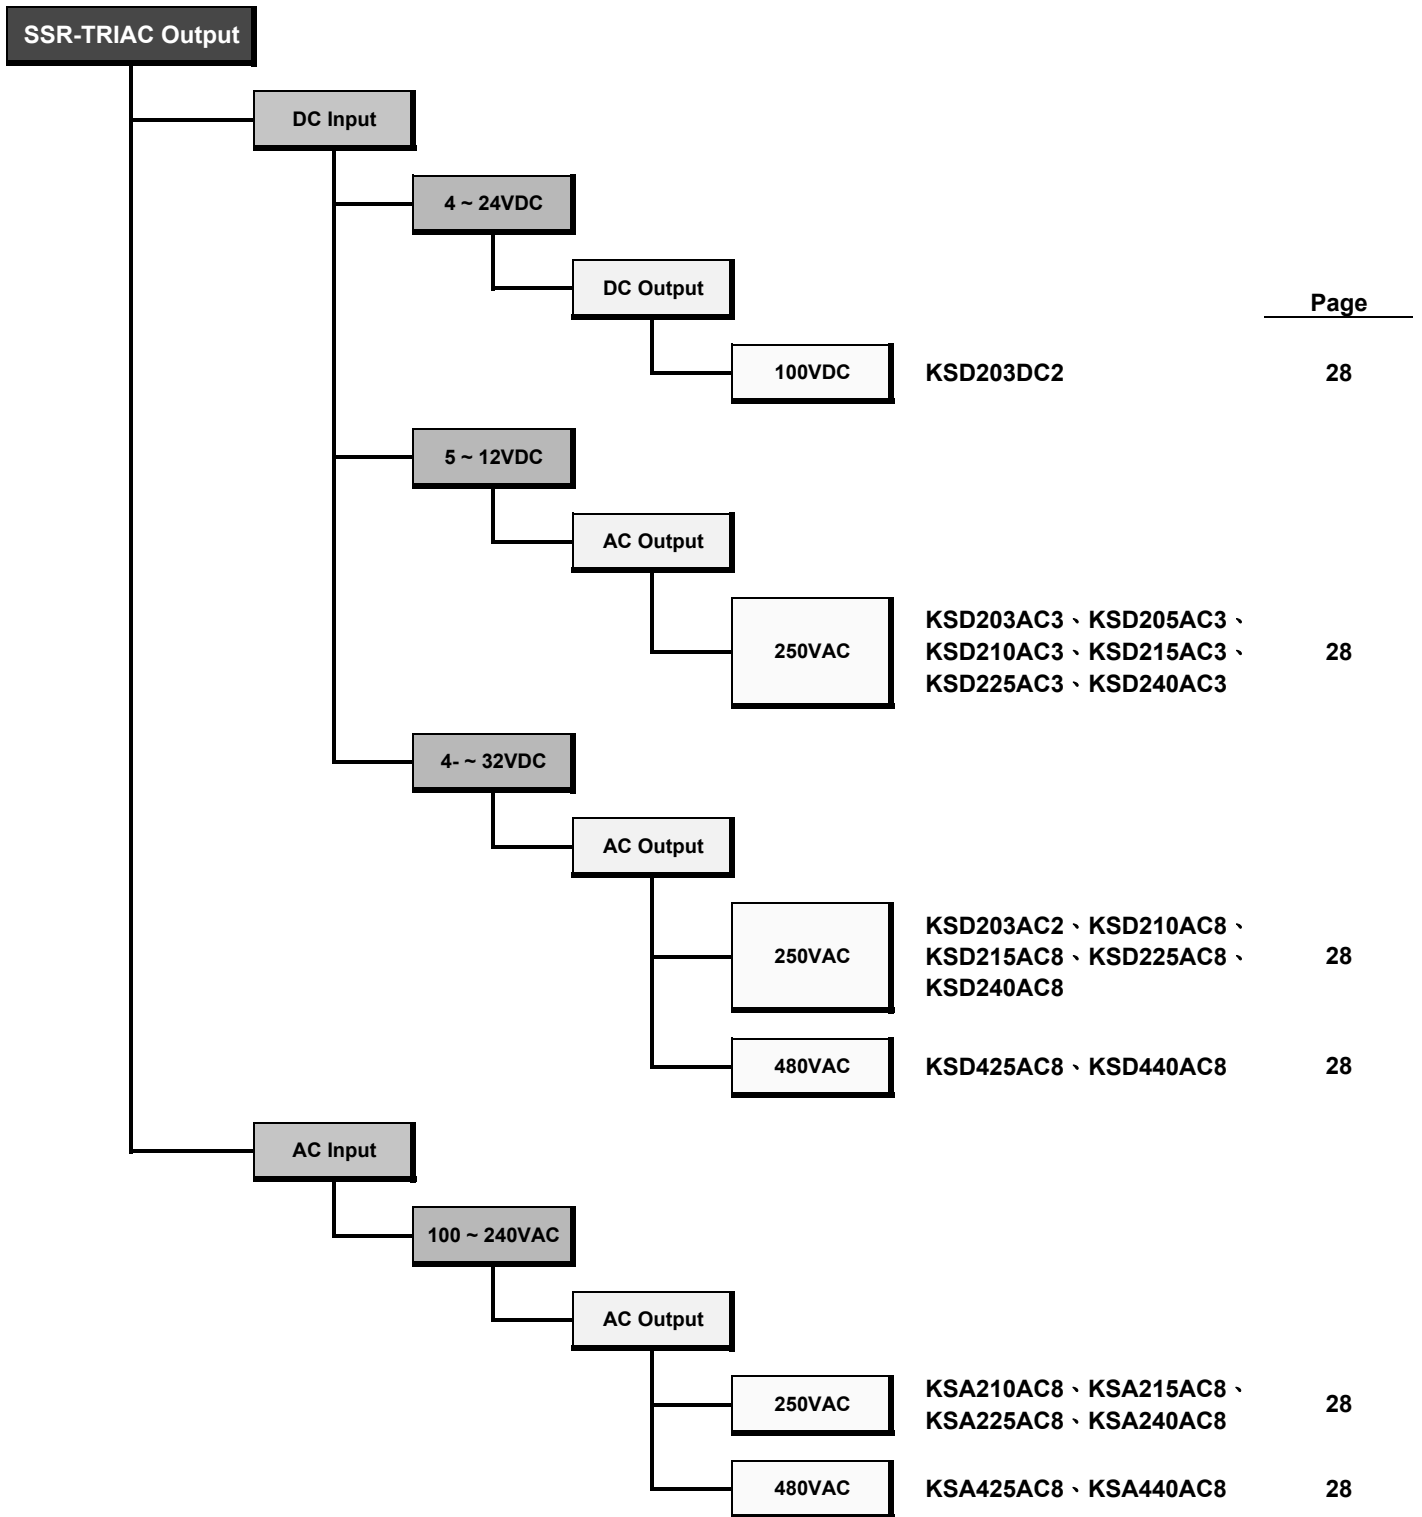 SSR-TRIAC Output
DC Input
4 ~ 24VDC
DC Output
Page
100VDC
KSD203DC2
28
5 ~ 12VDC
AC Output
250VAC
KSD203AC3、KSD205AC3、
KSD210AC3、KSD215AC3、
KSD225AC3、KSD240AC3
28
4- ~ 32VDC
AC Output
250VAC
KSD203AC2、KSD210AC8、
KSD215AC8、KSD225AC8、
KSD240AC8
28
480VAC
KSD425AC8、KSD440AC8
28
AC Input
100 ~ 240VAC
AC Output
250VAC
KSA210AC8、KSA215AC8、
KSA225AC8、KSA240AC8
28
480VAC
KSA425AC8、KSA440AC8
28